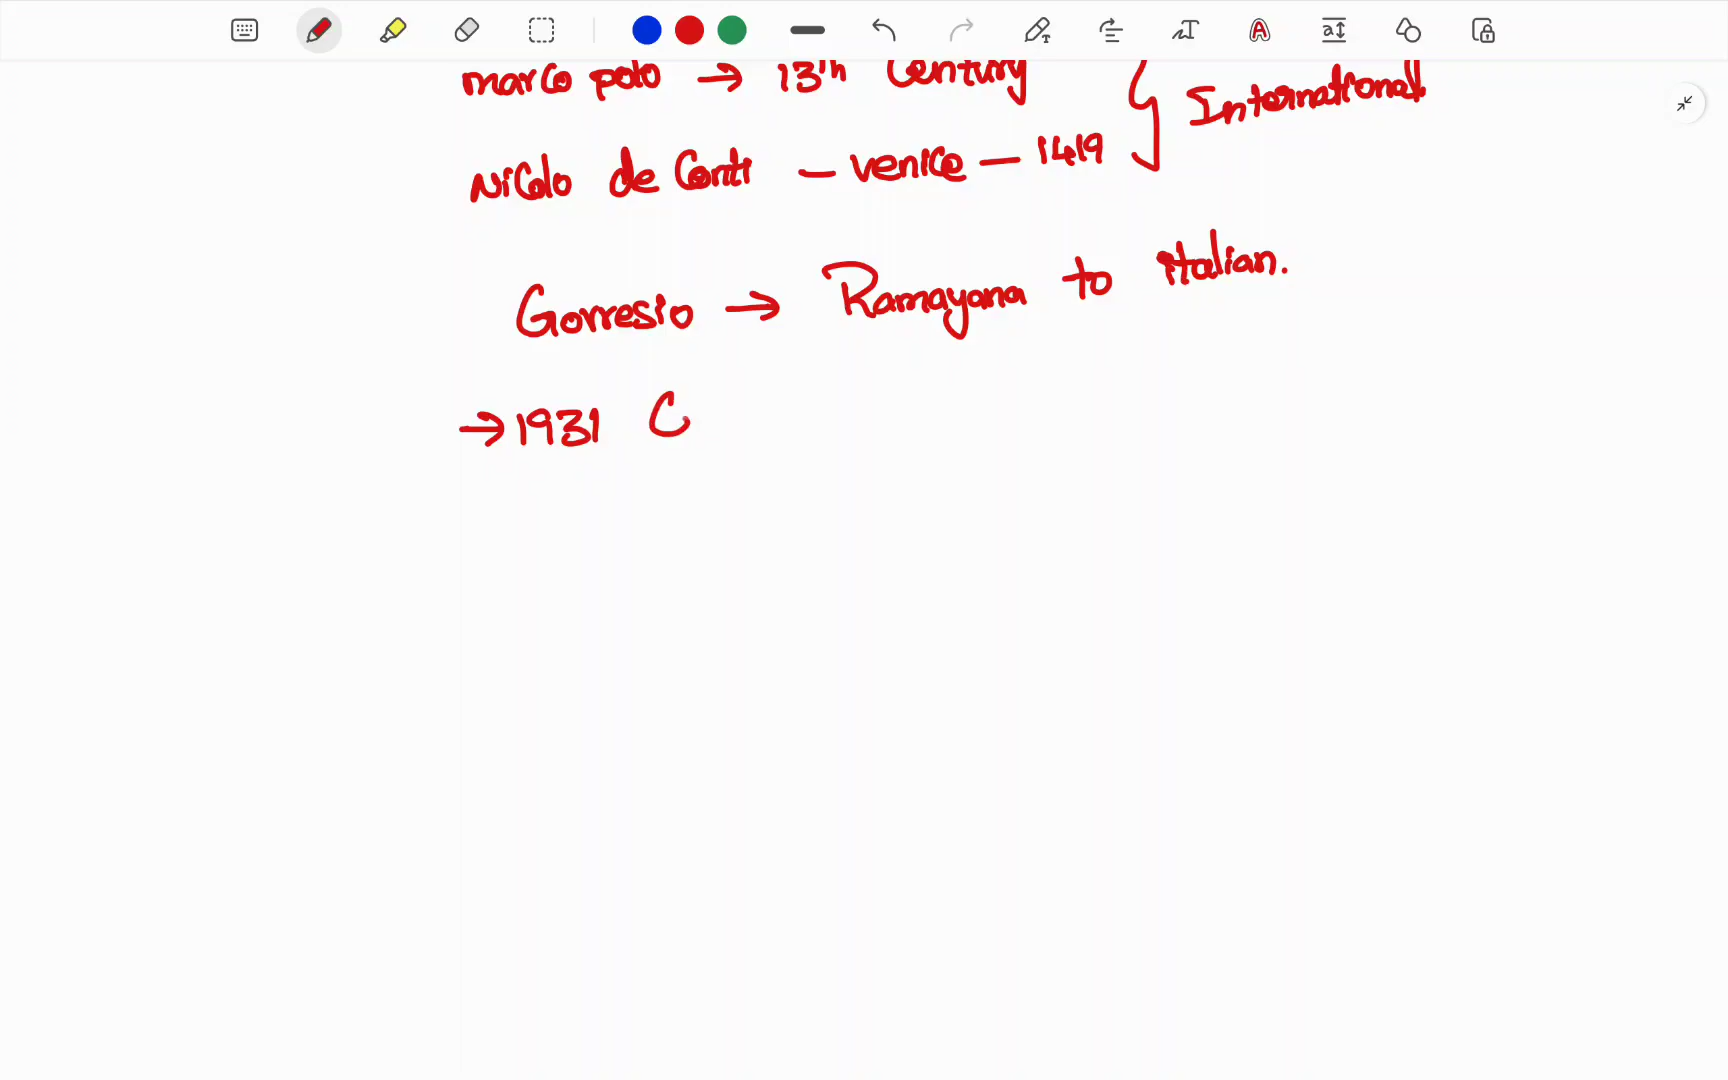 marco polo → 13th Century } International
Nicolo de Conti – Venice – 1419
Gorresio → Ramayana to Italian.
→ 1931 C